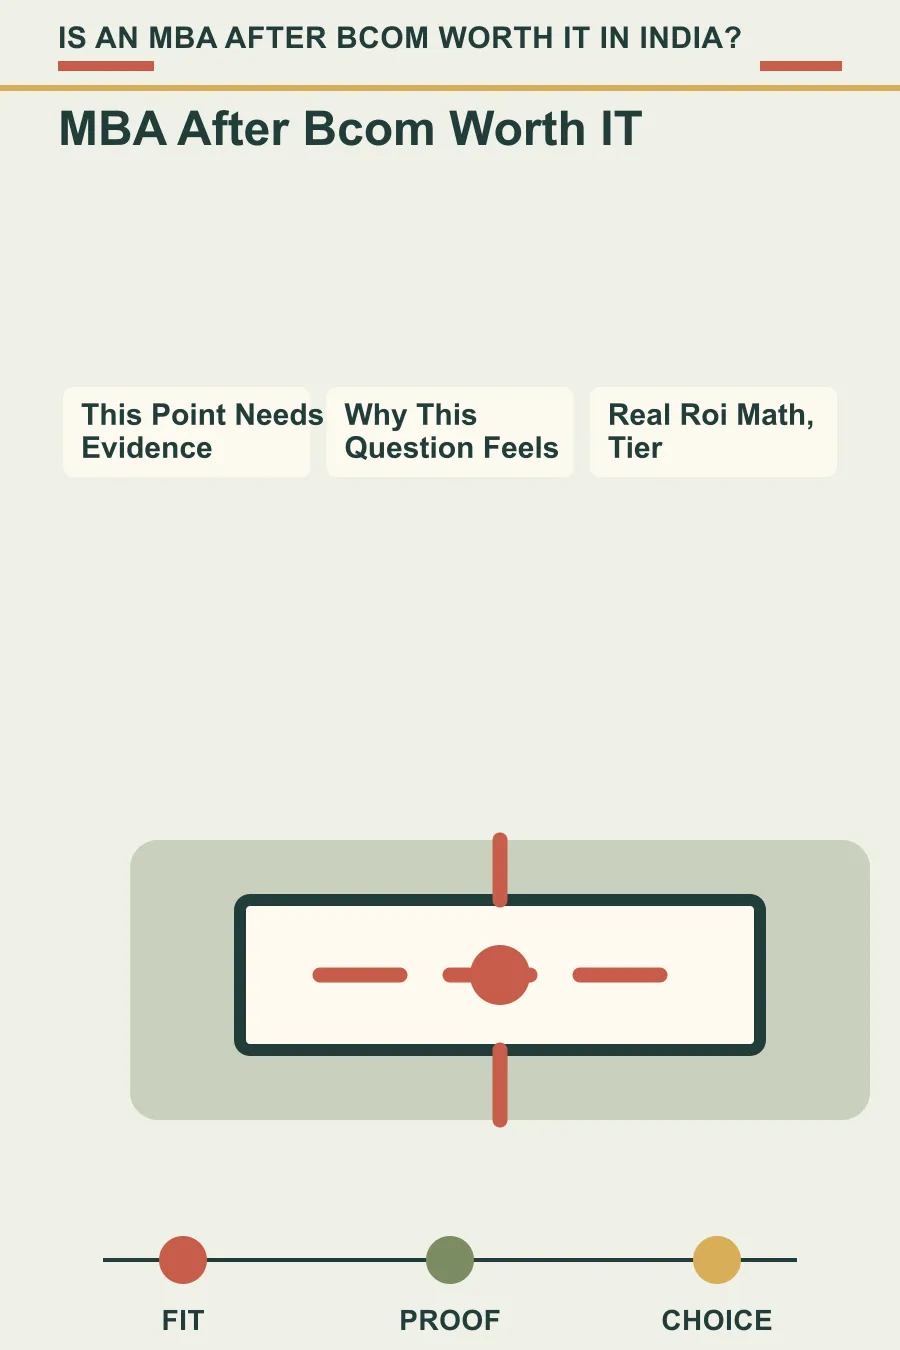 IS AN MBA AFTER BCOM WORTH IT IN INDIA?
MBA After Bcom Worth IT
This Point Needs
Evidence
Why This
Question Feels
Real Roi Math,
Tier
FIT
PROOF
CHOICE